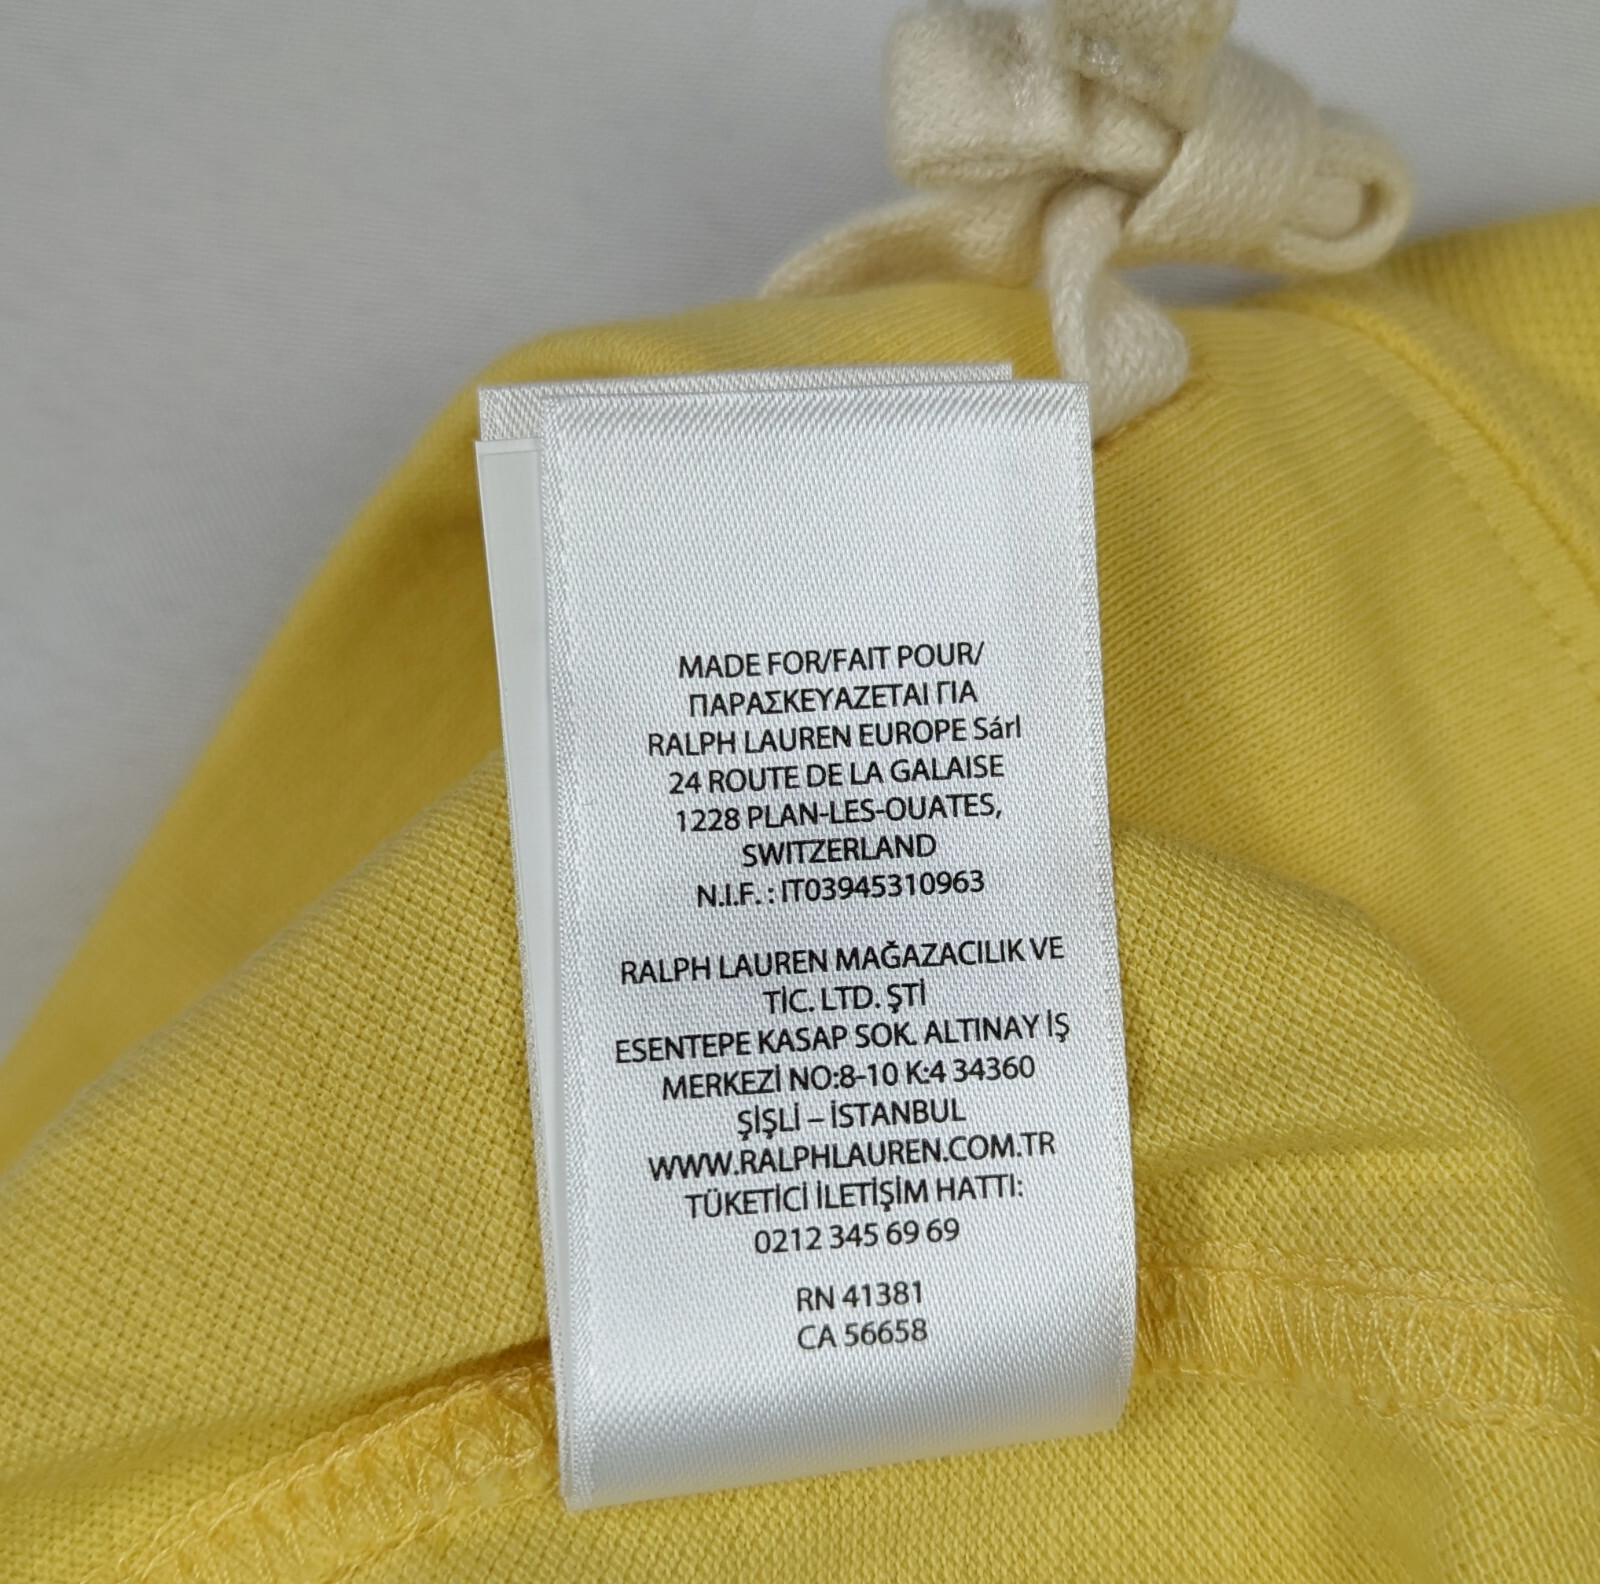 MADE FOR/FAIT POUR/
ΠΑΡΑΣΚΕΥΑΖΕΤΑΙ ΓΙΑ
RALPH LAUREN EUROPE Sárl
24 ROUTE DE LA GALAISE
1228 PLAN-LES-OUATES,
SWITZERLAND
N.I.F. : IT03945310963
RALPH LAUREN MAĞAZACILIK VE
TİC. LTD. ŞTİ
ESENTEPE KASAP SOK. ALTINAY İŞ
MERKEZİ NO:8-10 K:4 34360
ŞİŞLİ – İSTANBUL
WWW.RALPHLAUREN.COM.TR
TÜKETİCİ İLETİŞİM HATTI:
0212 345 69 69
RN 41381
CA 56658